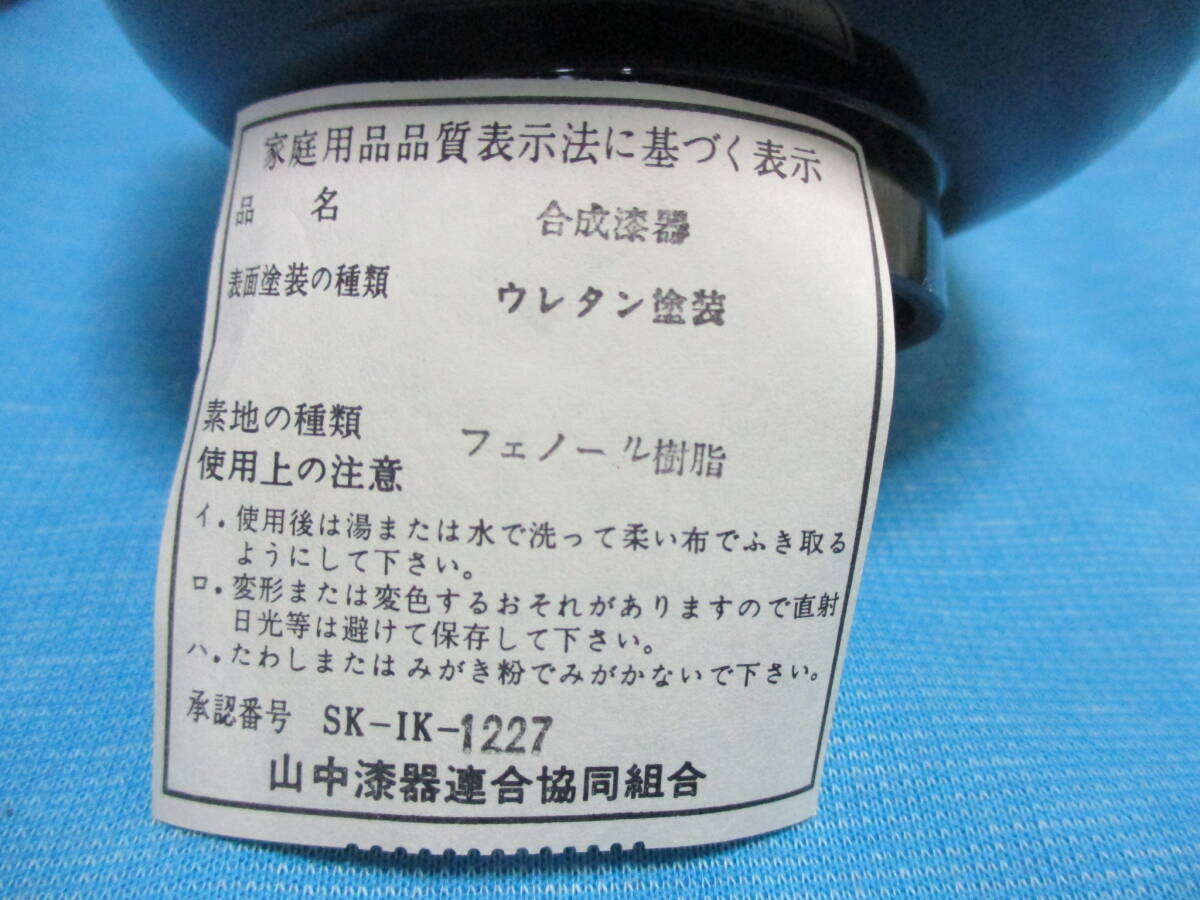 家庭用品品質表示法に基づく表示
品 名 合成漆器
表面塗装の種類 ウレタン塗装
素地の種類 フェノール樹脂
使用上の注意
イ.使用後は湯または水で洗って柔い布でふき取る
ようにして下さい。
ロ.変形または変色するおそれがありますので直射
日光等は避けて保存して下さい。
ハ.たわしまたはみがき粉でみがかないで下さい。
承認番号 SK-IK-1227
山中漆器連合協同組合